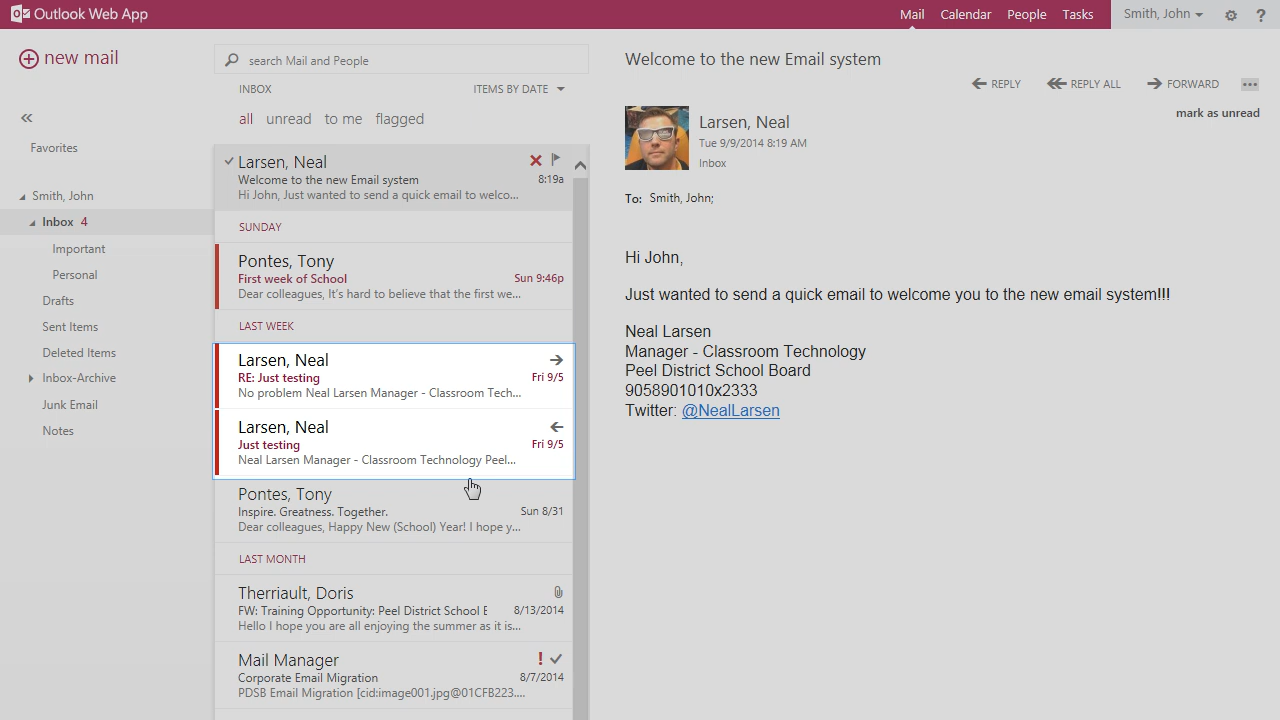 Outlook Web App
Mail Calendar People Tasks Smith, John ?
new mail
search Mail and People
INBOX ITEMS BY DATE
all unread to me flagged
Favorites
Smith, John
Inbox 4
Important
Personal
Drafts
Sent Items
Deleted Items
Inbox-Archive
Junk Email
Notes
Larsen, Neal
Welcome to the new Email system 8:19a
Hi John, Just wanted to send a quick email to welco...
SUNDAY
Pontes, Tony
First week of School Sun 9:46p
Dear colleagues, It's hard to believe that the first we...
LAST WEEK
Larsen, Neal
RE: Just testing Fri 9/5
No problem Neal Larsen Manager - Classroom Tech...
Larsen, Neal
Just testing Fri 9/5
Neal Larsen Manager - Classroom Technology Peel...
Pontes, Tony
Inspire. Greatness. Together. Sun 8/31
Dear colleagues, Happy New (School) Year! I hope y...
LAST MONTH
Therriault, Doris
FW: Training Opportunity: Peel District School 8/13/2014
Hello I hope you are all enjoying the summer as it is...
Mail Manager
Corporate Email Migration 8/7/2014
PDSB Email Migration [cid:image001.jpg@01CFB223....
Welcome to the new Email system
REPLY REPLY ALL FORWARD ...
mark as unread
Larsen, Neal
Tue 9/9/2014 8:19 AM
Inbox
To: Smith, John;
Hi John,
Just wanted to send a quick email to welcome you to the new email system!!!
Neal Larsen
Manager - Classroom Technology
Peel District School Board
9058901010x2333
Twitter: @NealLarsen